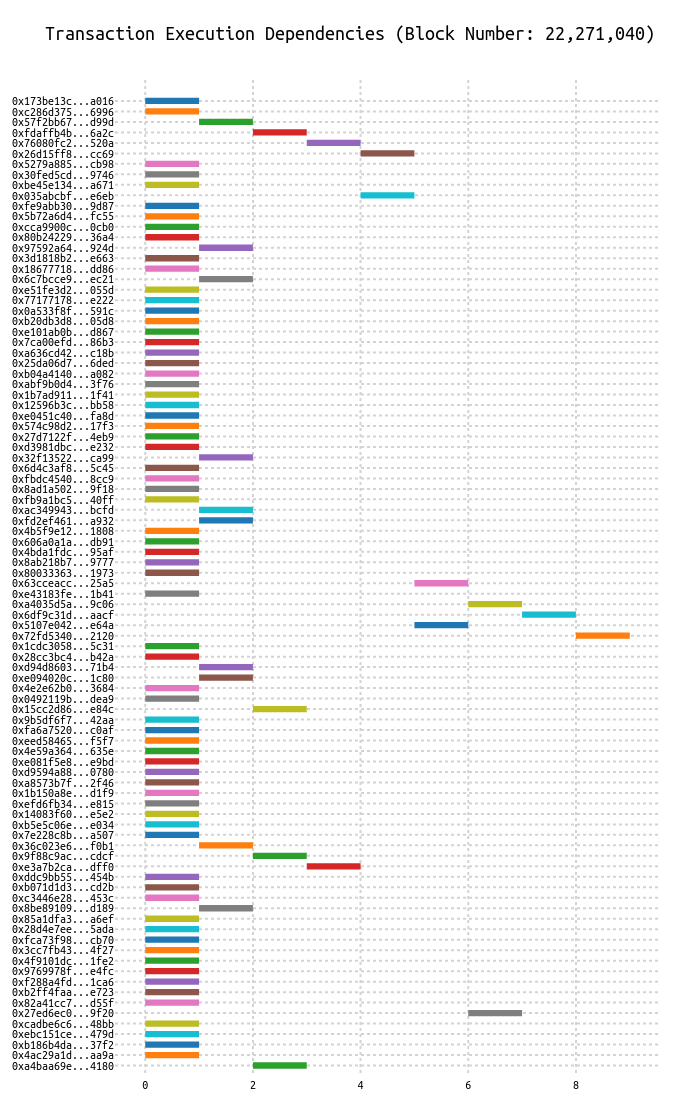 Transaction Execution Dependencies (Block Number: 22,271,040)
0x173be13c...a016
0xc286d375...6996
0x57f2bb67...d99d
0xfdaffb4b...6a2c
0x76080fc2...520a
0x26d15ff8...cc69
0x5279a885...cb98
0x30fed5cd...9746
0xbe45e134...a671
0x035abcbf...e6eb
0xfe9abb30...9d87
0x5b72a6d4...fc55
0xcca9900c...0cb0
0x80b24229...36a4
0x97592a64...924d
0x3d1818b2...e663
0x18677718...dd86
0x6c7bcce9...ec21
0xe51fe3d2...055d
0x77177178...e222
0x0a533f8f...591c
0xb20db3d8...05d8
0xe101ab0b...d867
0x7ca00efd...86b3
0xa636cd42...c18b
0x25da06d7...6ded
0xb04a4140...a082
0xabf9b0d4...3f76
0x1b7ad911...1f41
0x12596b3c...bb58
0xe0451c40...fa8d
0x574c98d2...17f3
0x27d7122f...4eb9
0xd3981dbc...e232
0x32f13522...ca99
0x6d4c3af8...5c45
0xfbdc4540...8cc9
0x8ad1a502...9f18
0xfb9a1bc5...40ff
0xac349943...bcfd
0xfd2ef461...a932
0x4b5f9e12...1808
0x606a0a1a...db91
0x4bda1fdc...95af
0x8ab218b7...9777
0x80033363...1973
0x63cceacc...25a5
0xe43183fe...1b41
0xa4035d5a...9c06
0x6df9c31d...aacf
0x5107e042...e64a
0x72fd5340...2120
0x1cdc3058...5c31
0x28cc3bc4...b42a
0xd94d8603...71b4
0xe094020c...1c80
0x4e2e62b0...3684
0x0492119b...dea9
0x15cc2d86...e84c
0x9b5df6f7...42aa
0xfa6a7520...c0af
0xeed58465...f5f7
0x4e59a364...635e
0xe081f5e8...e9bd
0xd9594a88...0780
0xa8573b7f...2f46
0x1b150a8e...d1f9
0xefd6fb34...e815
0x14083f60...e5e2
0xb5e5c06e...e034
0x7e228c8b...a507
0x36c023e6...f0b1
0x9f88c9ac...cdcf
0xe3a7b2ca...dff0
0xddc9bb55...454b
0xb071d1d3...cd2b
0xc3446e28...453c
0x8be89109...d189
0x85a1dfa3...a6ef
0x28d4e7ee...5ada
0xfca73f98...cb70
0x3cc7fb43...4f27
0x4f9101dc...1fe2
0x9769978f...e4fc
0xf288a4fd...1ca6
0xb2ff4faa...e723
0x82a41cc7...d55f
0x27ed6ec0...9f20
0xcadbe6c6...48bb
0xebc151ce...479d
0xb186b4da...37f2
0x4ac29a1d...aa9a
0xa4baa69e...4180
0 2 4 6 8